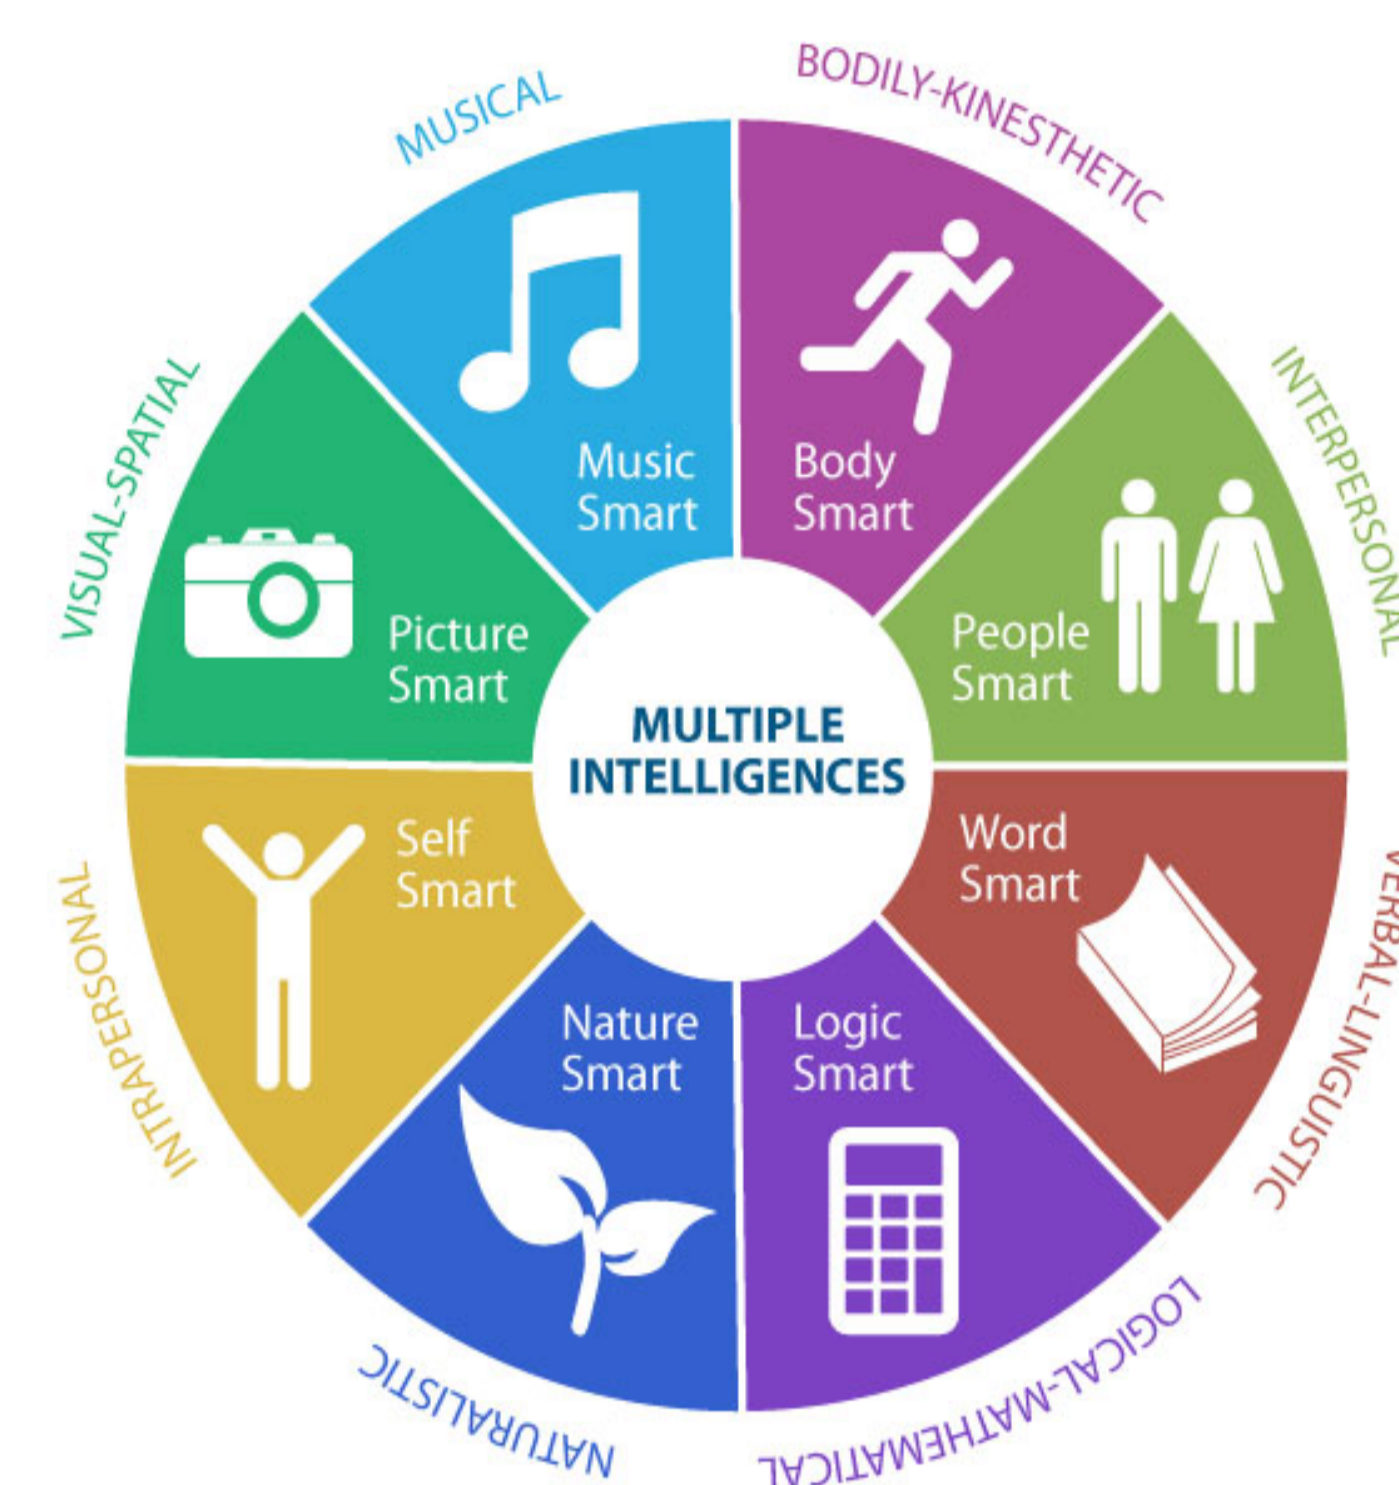 MUSICAL
BODILY-KINESTHETIC
INTERPERSONAL
VERBAL-LINGUISTIC
LOGICAL-MATHEMATICAL
NATURALISTIC
INTRAPERSONAL
VISUAL-SPATIAL
Music
Smart
Body
Smart
People
Smart
Word
Smart
Logic
Smart
Nature
Smart
Self
Smart
Picture
Smart
MULTIPLE
INTELLIGENCES